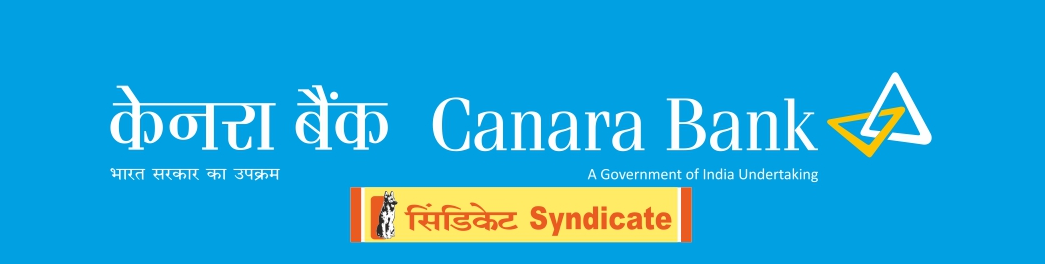 केनरा बैंक Canara Bank
भारत सरकार का उपक्रम A Government of India Undertaking
सिंडिकेट Syndicate